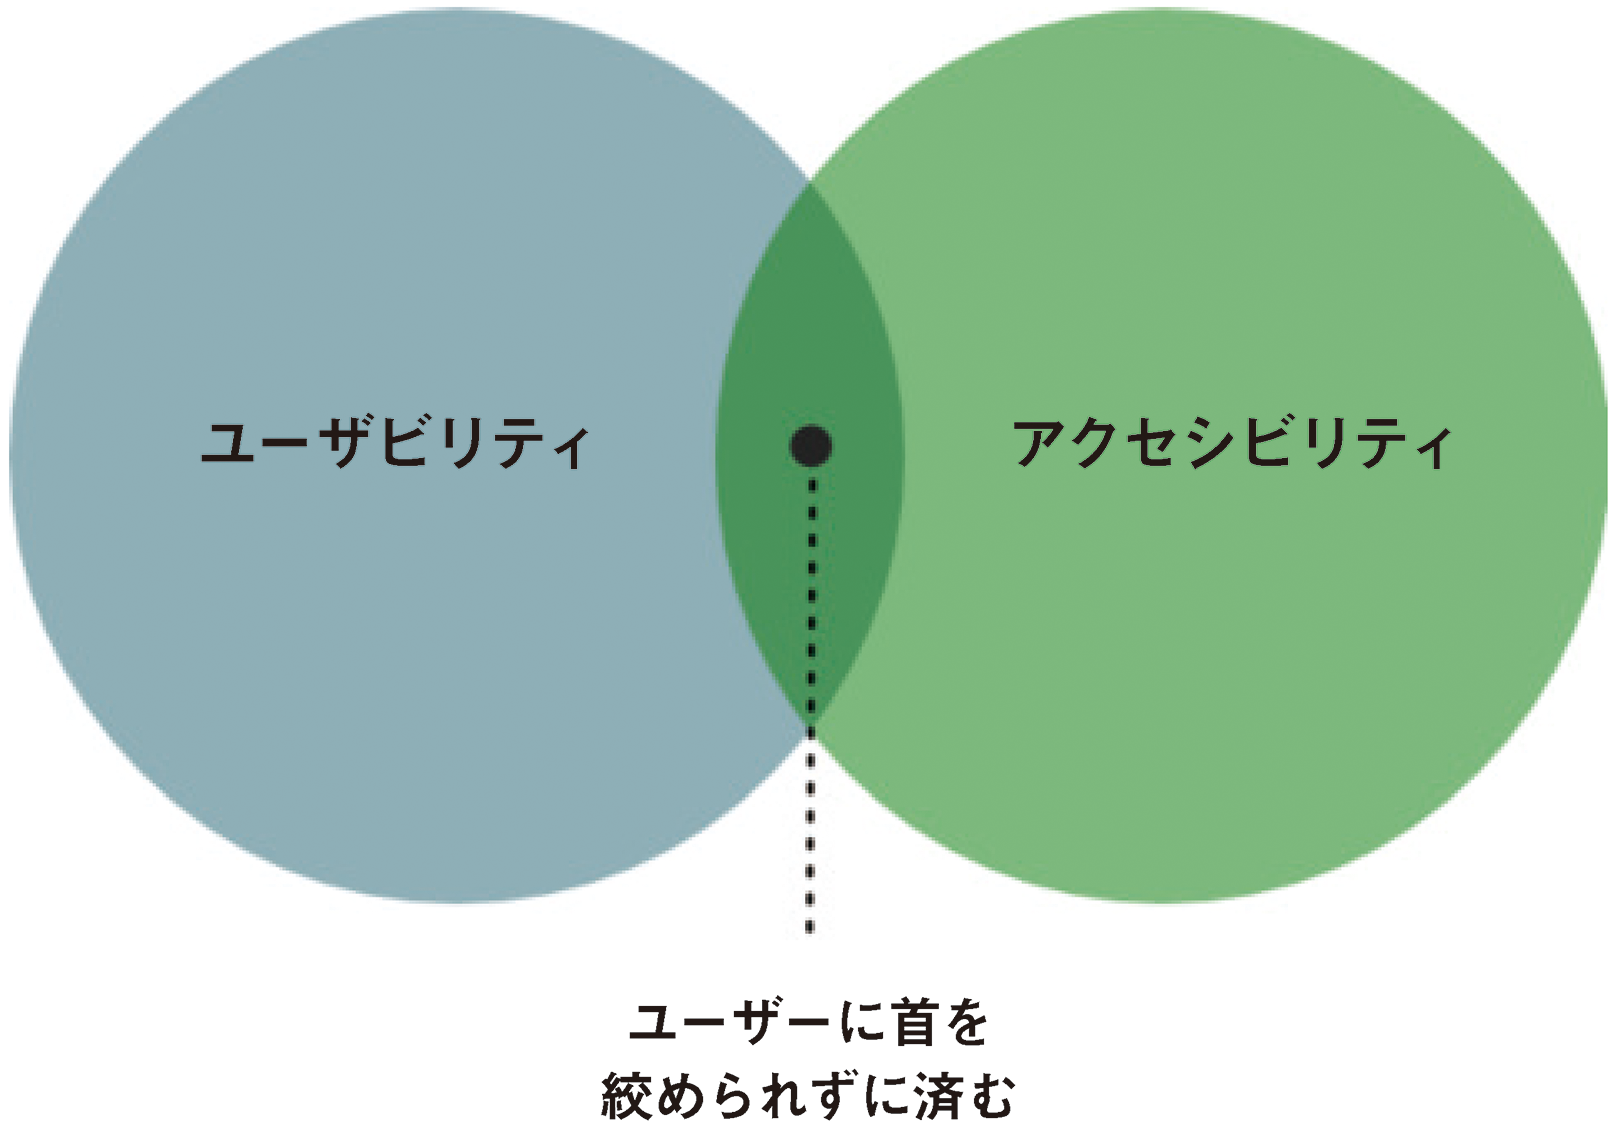 ユーザビリティ
アクセシビリティ
ユーザーに首を
絞められずに済む